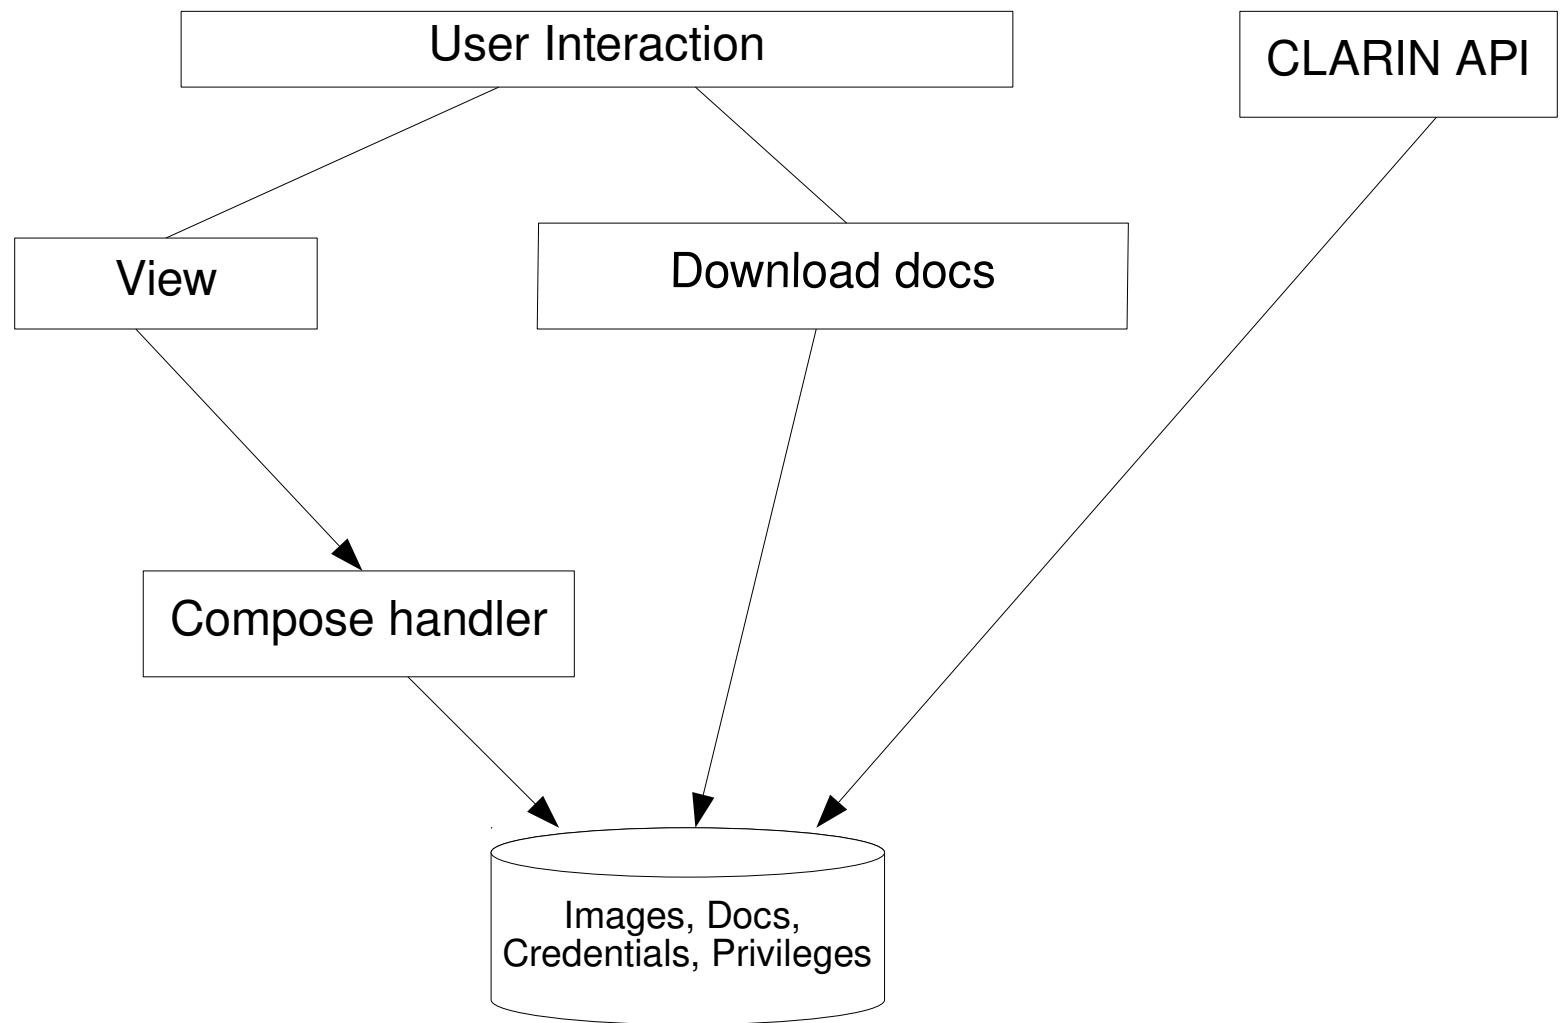 User Interaction
CLARIN API
View
Download docs
Compose handler
Images, Docs,
Credentials, Privileges